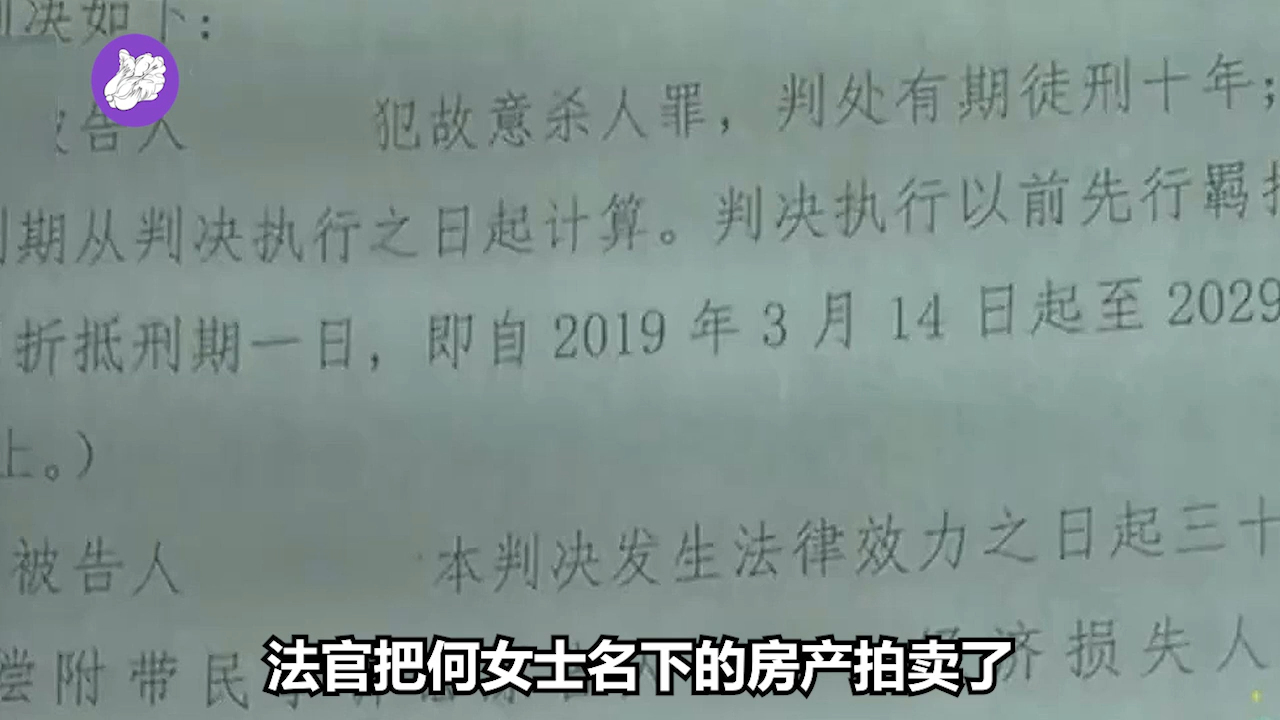 判决如下：
被告人 犯故意杀人罪，判处有期徒刑十年；
期从判决执行之日起计算。判决执行以前先行羁
折抵刑期一日，即自2019年3月14日起至2029
上。）
被告人 本判决发生法律效力之日起三十
偿附带民 经济损失人
法官把何女士名下的房产拍卖了